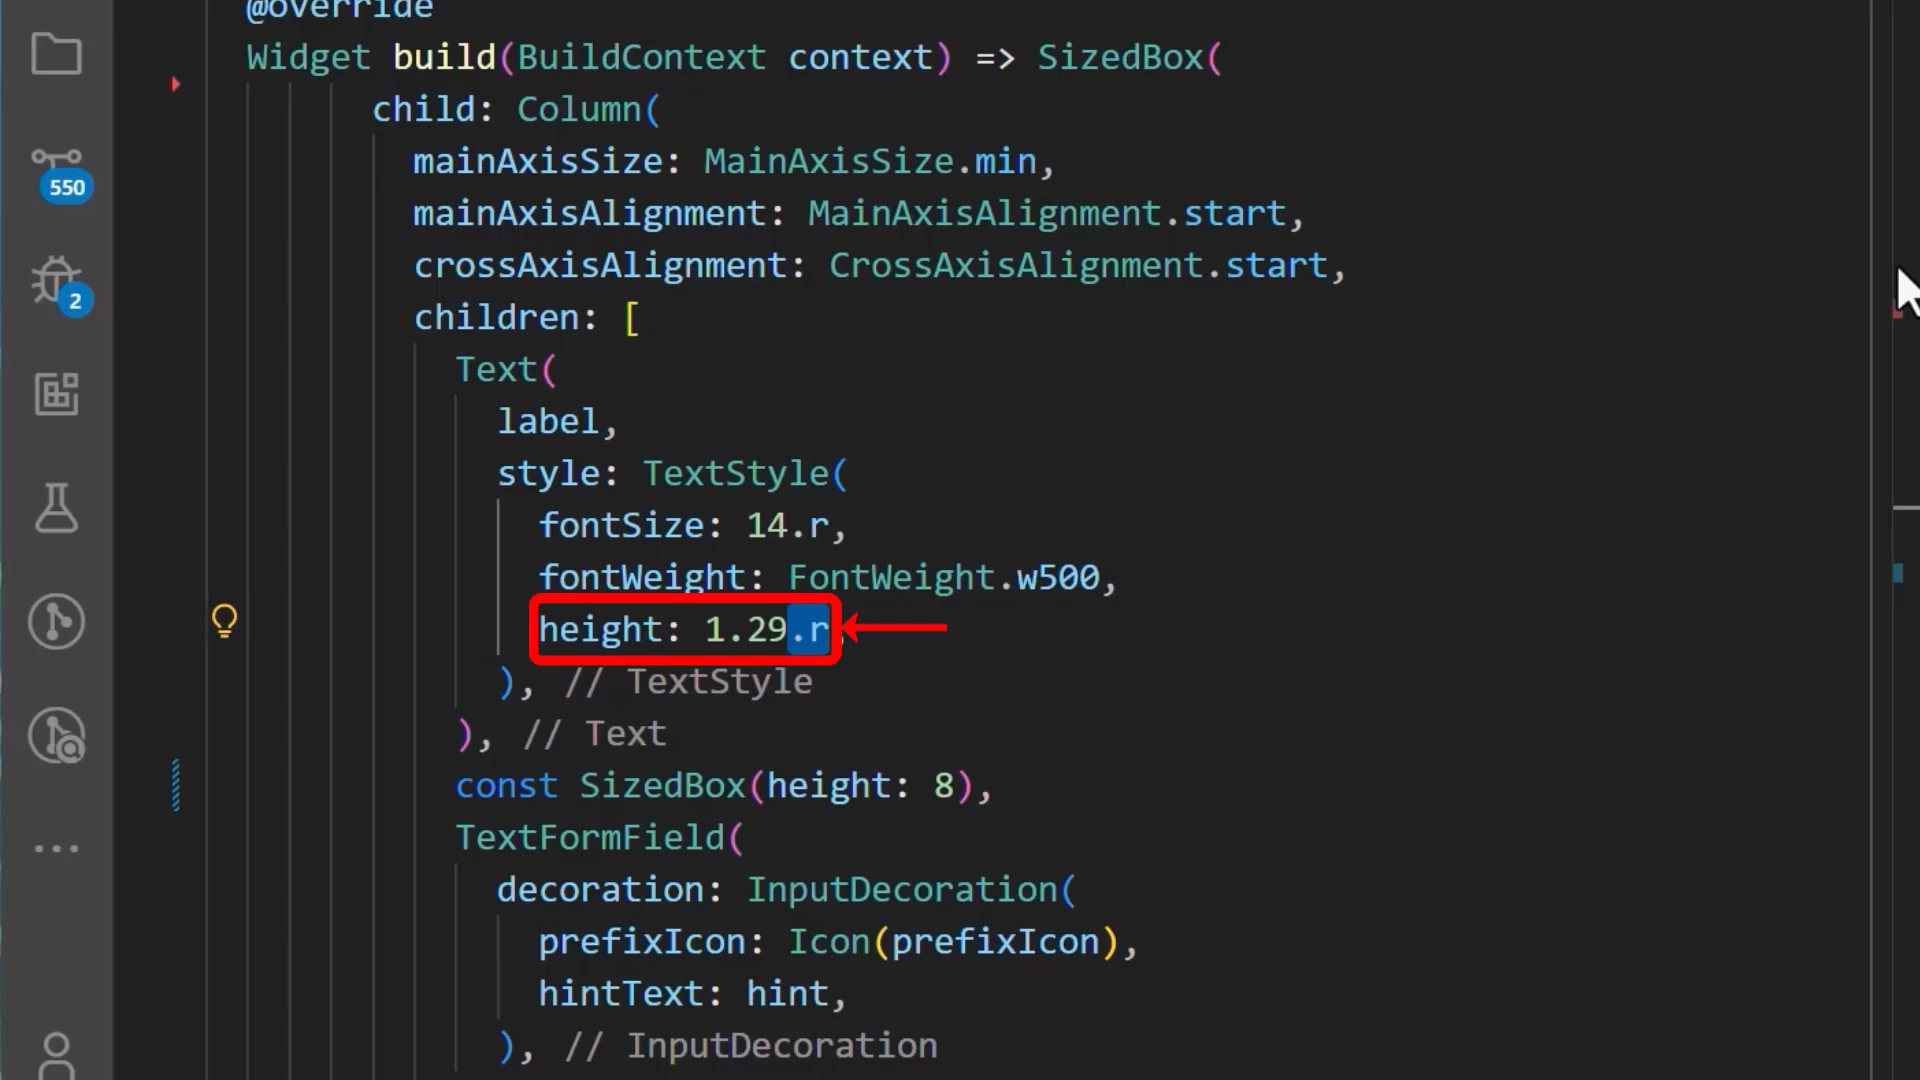 @override
Widget build(BuildContext context) => SizedBox(
child: Column(
550
mainAxisSize: MainAxisSize.min,
mainAxisAlignment: MainAxisAlignment.start,
crossAxisAlignment: CrossAxisAlignment.start,
2
children: [
Text(
label,
style: TextStyle(
fontSize: 14.r,
fontWeight: FontWeight.w500,
height: 1.29.r,
), // TextStyle
), // Text
const SizedBox(height: 8),
TextFormField(
decoration: InputDecoration(
prefixIcon: Icon(prefixIcon),
hintText: hint,
), // InputDecoration